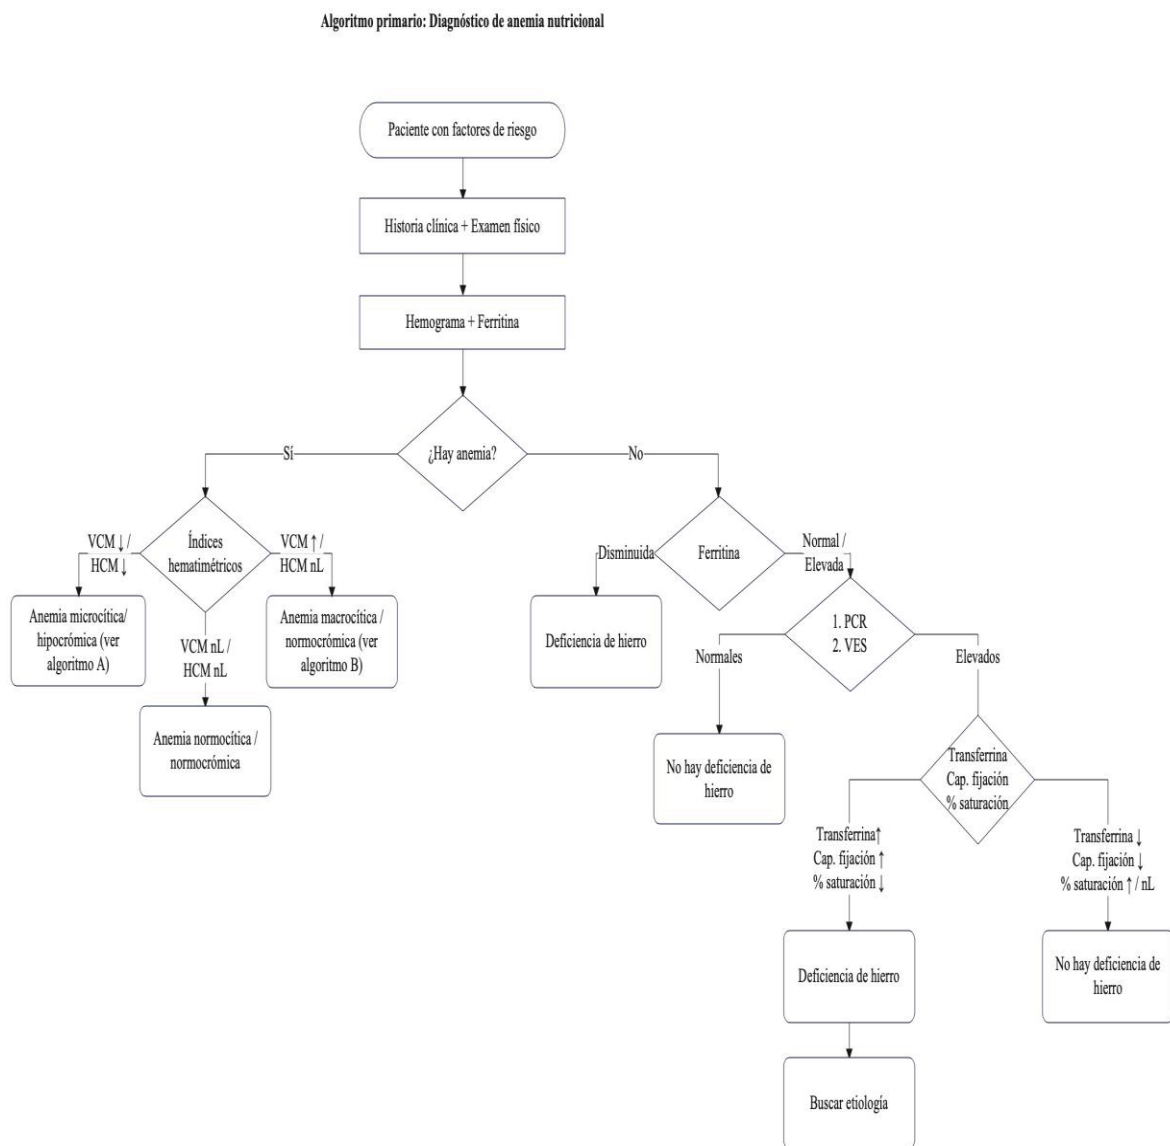 Algoritmo primario: Diagnóstico de anemia nutricional
Paciente con factores de riesgo
Historia clínica + Examen físico
Hemograma + Ferritina
¿Hay anemia?
Sí
No
Índices
hematimétricos
VCM ↓ /
HCM ↓
VCM ↑ /
HCM nL
VCM nL /
HCM nL
Anemia microcítica/
hipocrómica (ver
algoritmo A)
Anemia macrocítica /
normocrómica (ver
algoritmo B)
Anemia normocítica /
normocrómica
Ferritina
Disminuida
Normal /
Elevada
Deficiencia de hierro
1. PCR
2. VES
Normales
Elevados
No hay deficiencia de
hierro
Transferrina
Cap. fijación
% saturación
Transferrina↑
Cap. fijación ↑
% saturación ↓
Transferrina ↓
Cap. fijación ↓
% saturación ↑ / nL
Deficiencia de hierro
No hay deficiencia de
hierro
Buscar etiología